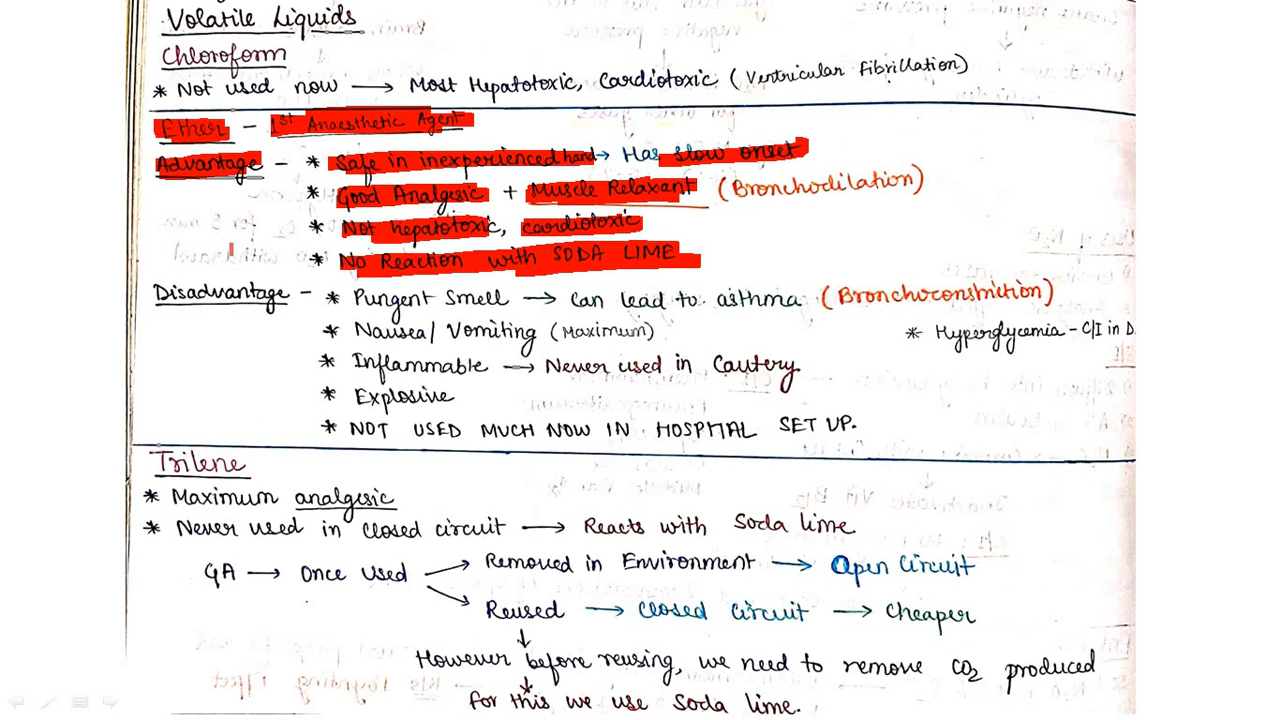 Volatile Liquids
Chloroform
* Not used now → Most Hepatotoxic, Cardiotoxic (Ventricular Fibrillation)
Ether - 1st Anaesthetic Agent
Advantage - * Safe in inexperienced hand → Has slow onset
* Good Analgesic + Muscle Relaxant (Bronchodilation)
* Not hepatotoxic, cardiotoxic
* No Reaction with SODA LIME
Disadvantage - * Pungent Smell → Can lead to asthma (Bronchoconstriction)
* Nausea/ Vomiting (Maximum) * Hyperglycamia - C/I in D
* Inflammable → Never used in Cautery
* Explosive
* NOT USED MUCH NOW IN HOSPITAL SET UP.
Trilene
* Maximum analgesic
* Never used in closed circuit → Reacts with Soda lime
GA → Once Used → Removed in Environment → Open Circuit
→ Reused → Closed Circuit → Cheaper
↓
However before reusing, we need to remove CO2 produced
↓
for this we use Soda lime.